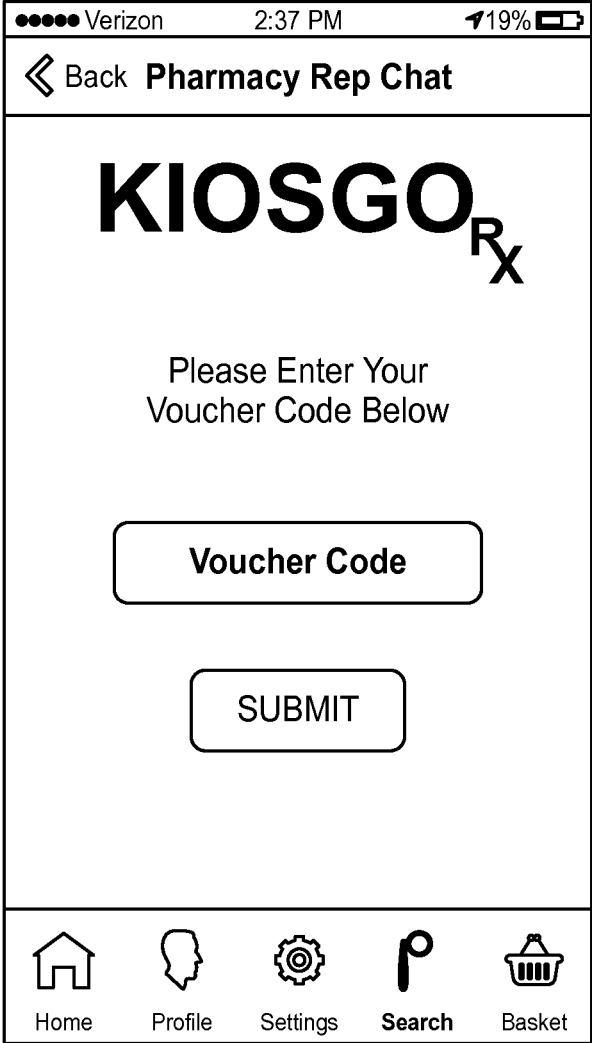 Verizon 2:37 PM 19%
Back Pharmacy Rep Chat
KIOSGO RX
Please Enter Your
Voucher Code Below
Voucher Code
SUBMIT
Home Profile Settings Search Basket